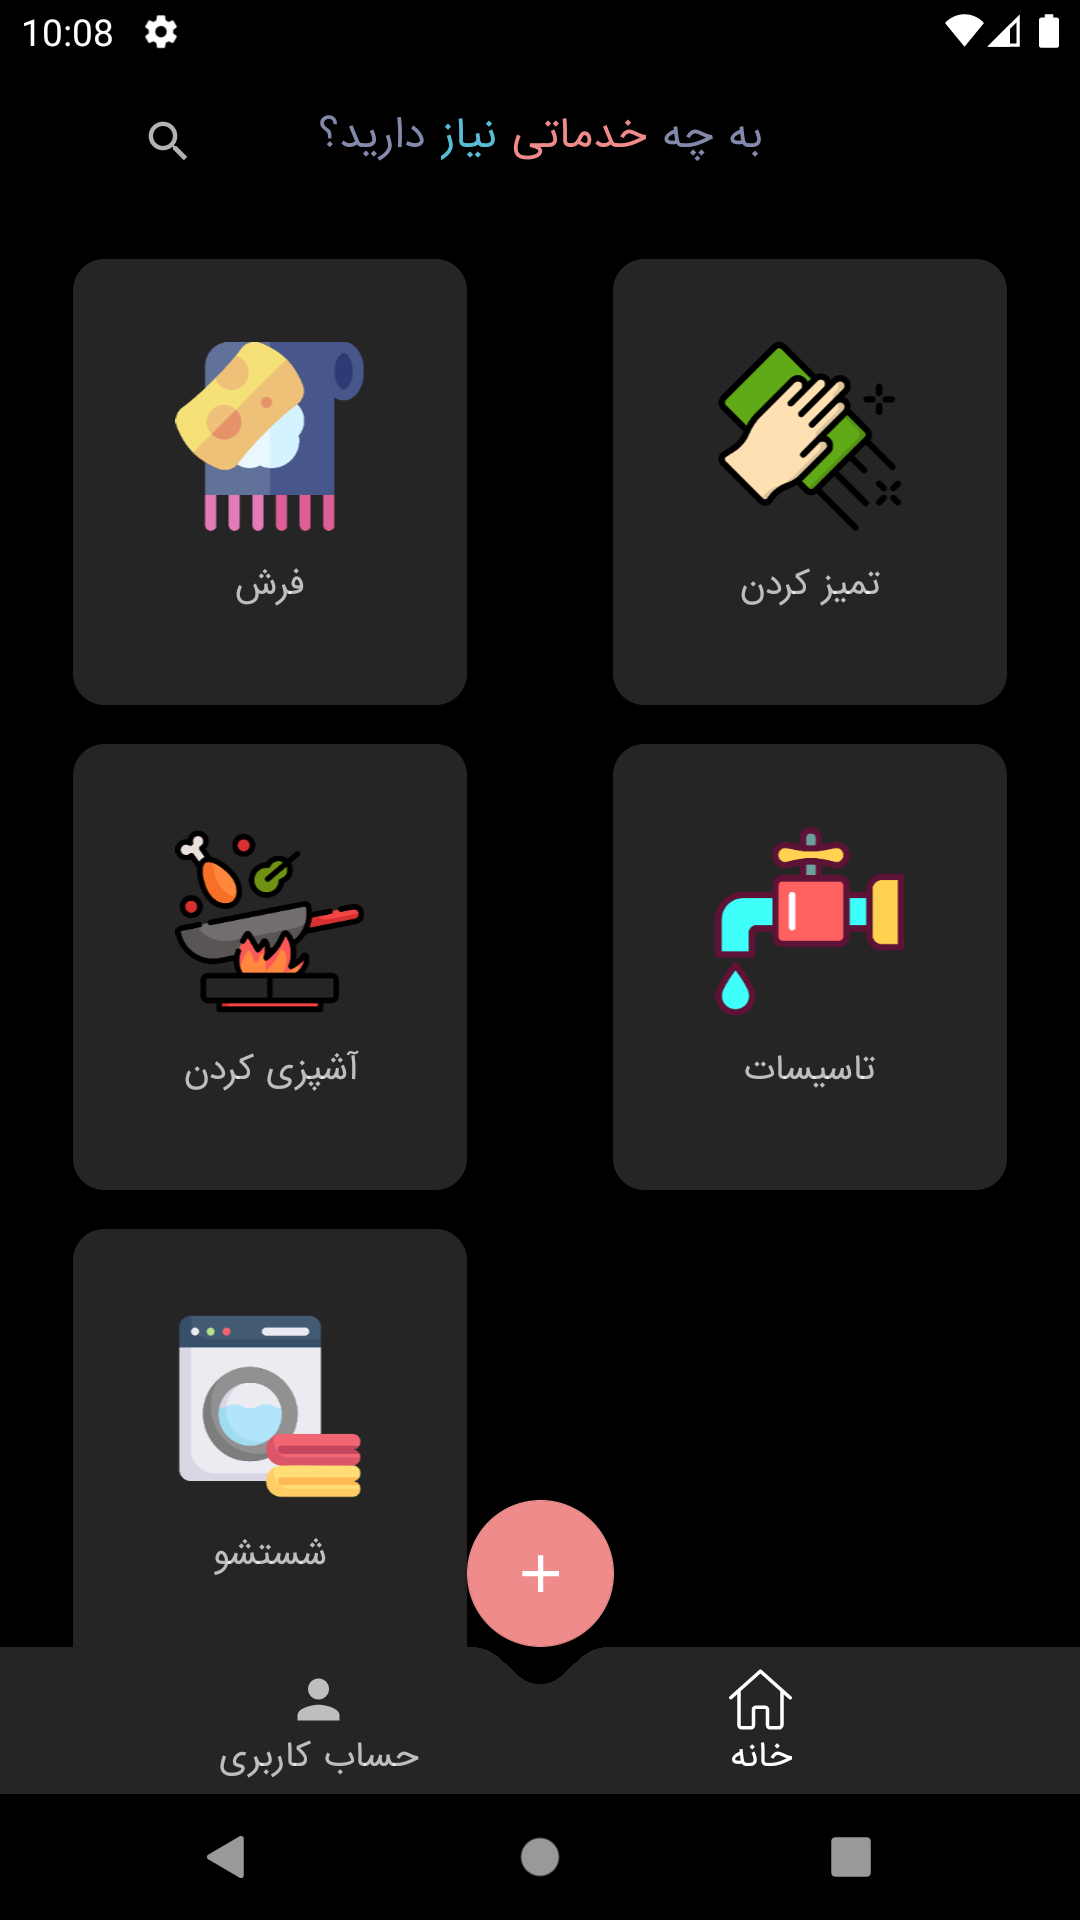 10:08
به چه خدماتی نیاز دارید؟
تمیز کردن
فرش
تاسیسات
آشپزی کردن
شستشو
خانه
حساب کاربری